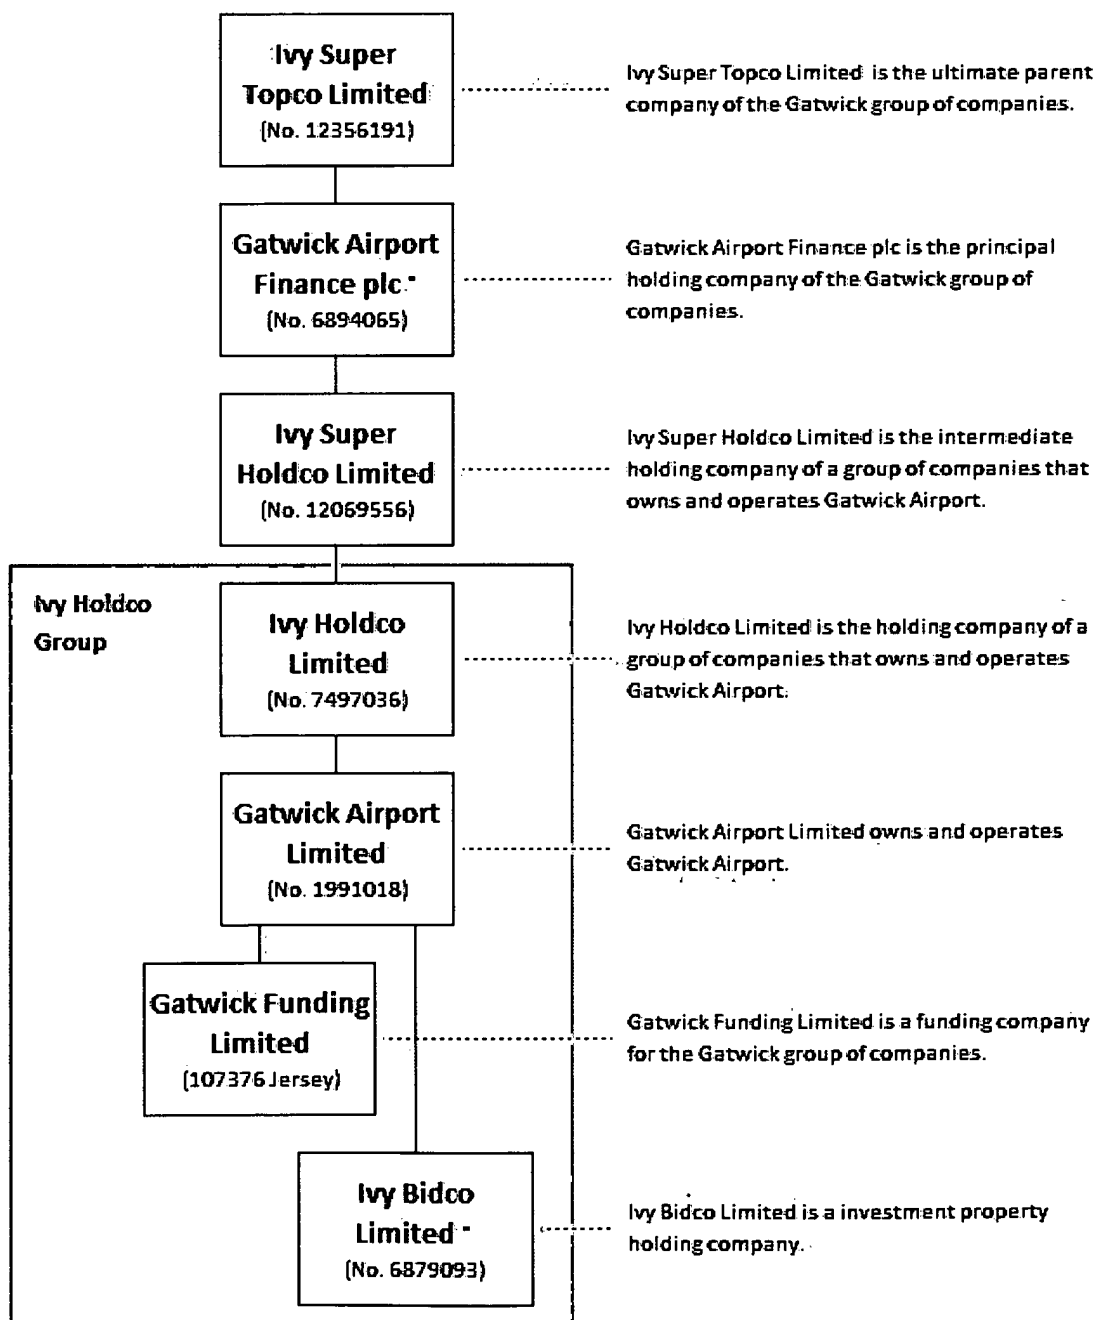 Ivy Super
Topco Limited
(No. 12356191)
Ivy Super Topco Limited is the ultimate parent
company of the Gatwick group of companies.
Gatwick Airport
Finance plc
(No. 6894065)
Gatwick Airport Finance plc is the principal
holding company of the Gatwick group of
companies.
Ivy Super
Holdco Limited
(No. 12069556)
Ivy Super Holdco Limited is the intermediate
holding company of a group of companies that
owns and operates Gatwick Airport.
Ivy Holdco
Group
Ivy Holdco
Limited
(No. 7497036)
Ivy Holdco Limited is the holding company of a
group of companies that owns and operates
Gatwick Airport.
Gatwick Airport
Limited
(No. 1991018)
Gatwick Airport Limited owns and operates
Gatwick Airport.
Gatwick Funding
Limited
(107376 Jersey)
Gatwick Funding Limited is a funding company
for the Gatwick group of companies.
Ivy Bidco
Limited
(No. 6879093)
Ivy Bidco Limited is a investment property
holding company.